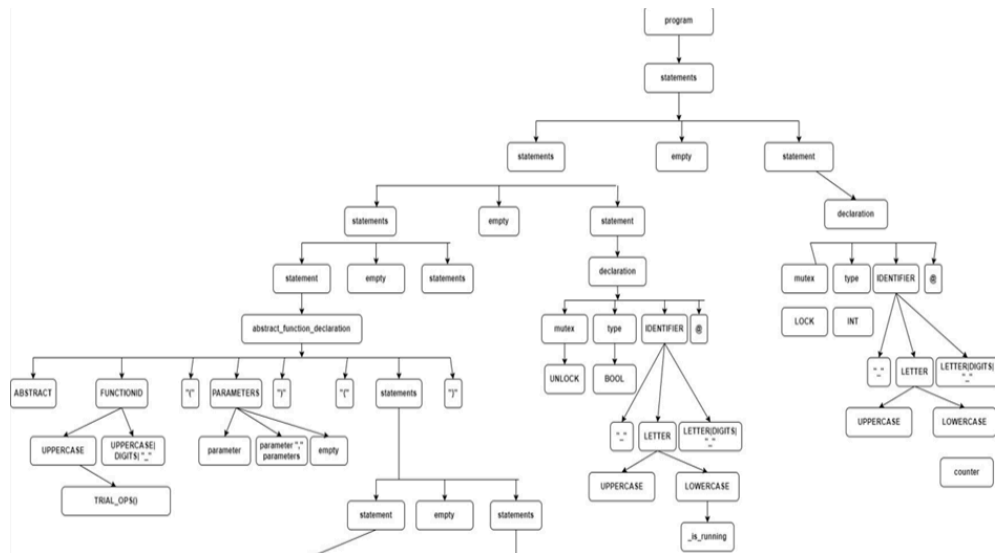 program
statements
statements
empty
statement
statements
empty
statement
declaration
statement
empty
statements
declaration
mutex
type
IDENTIFIER
@
abstract_function_declaration
mutex
type
IDENTIFIER
@
LOCK
INT
ABSTRACT
FUNCTIONID
"("
PARAMETERS
")"
"{"
statements
"}"
UNLOCK
BOOL
"_"
LETTER
LETTER|DIGITS|
"_"
UPPERCASE
UPPERCASE|
DIGITS| "_"
parameter
parameter ","
parameters
empty
"_"
LETTER
LETTER|DIGITS|
"_"
UPPERCASE
LOWERCASE
TRIAL_OPS()
UPPERCASE
LOWERCASE
counter
statement
empty
statements
_is_running